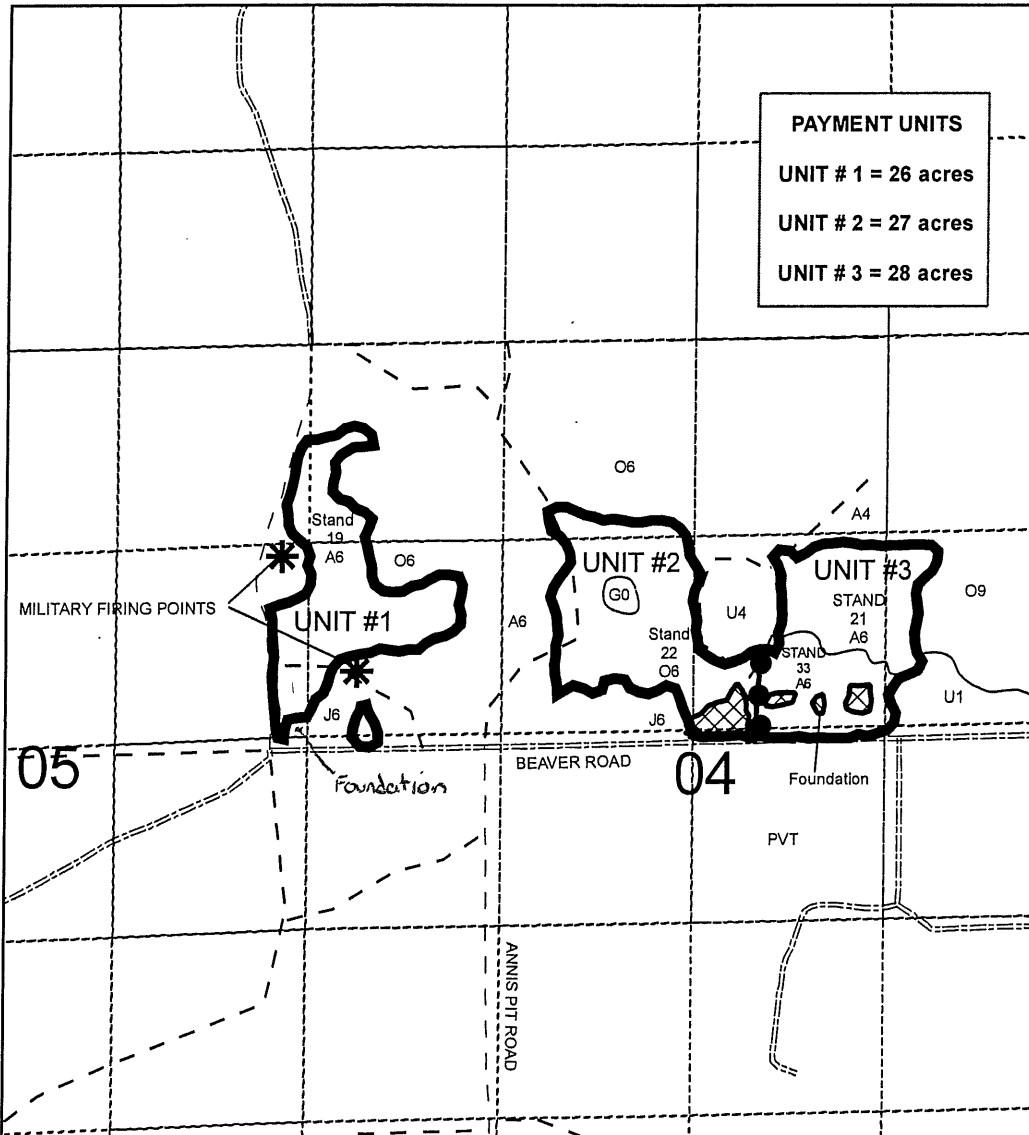 PAYMENT UNITS
UNIT # 1 = 26 acres
UNIT # 2 = 27 acres
UNIT # 3 = 28 acres
O6
A4
Stand
19
A6
O6
UNIT #2
G0
UNIT #3
STAND
21
A6
O9
MILITARY FIRING POINTS
UNIT #1
A6
U4
Stand
22
O6
STAND
33
A6
U1
J6
J6
05
Foundation
BEAVER ROAD
04
Foundation
PVT
ANNIS PIT ROAD